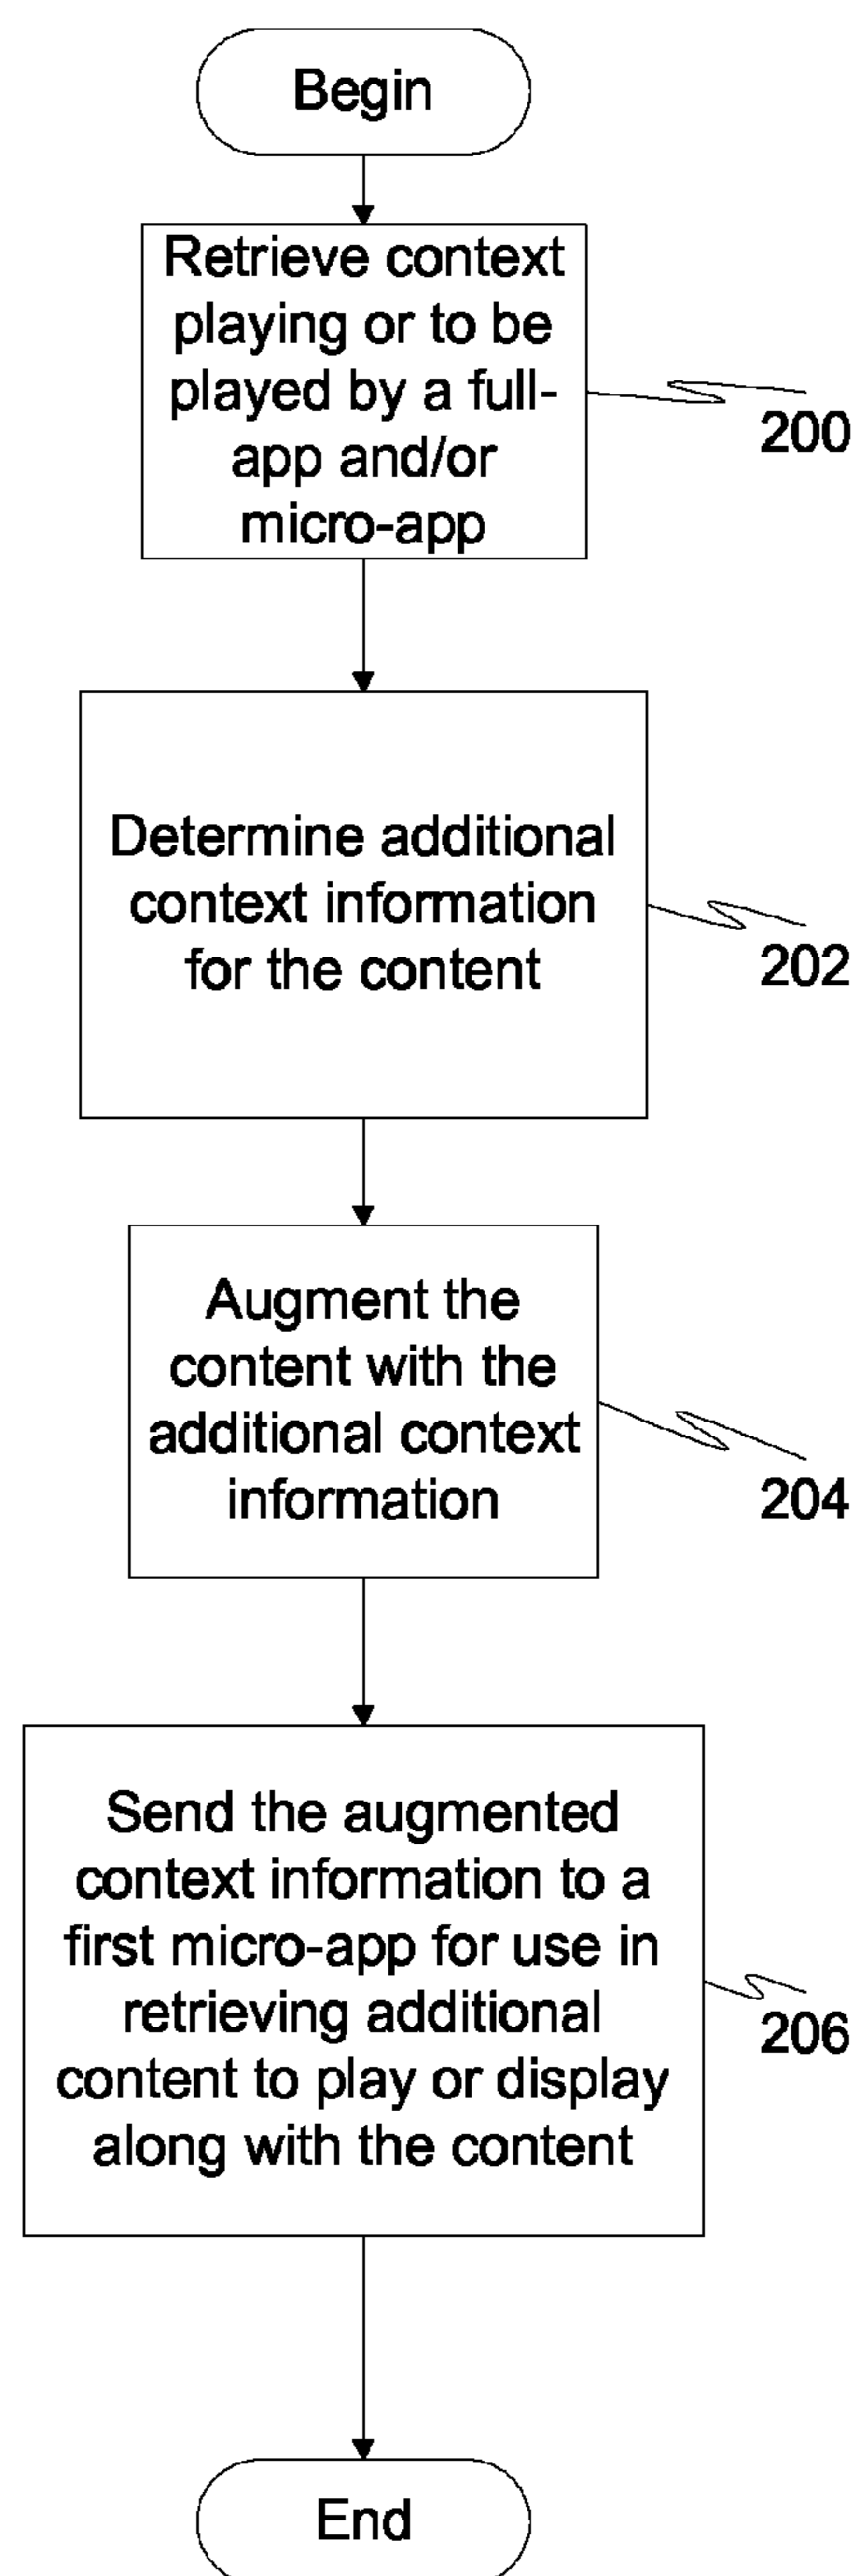 Begin
Retrieve context
playing or to be
played by a full-
app and/or
micro-app
200
Determine additional
context information
for the content
202
Augment the
content with the
additional context
information
204
Send the augmented
context information to a
first micro-app for use in
retrieving additional
content to play or display
along with the content
206
End